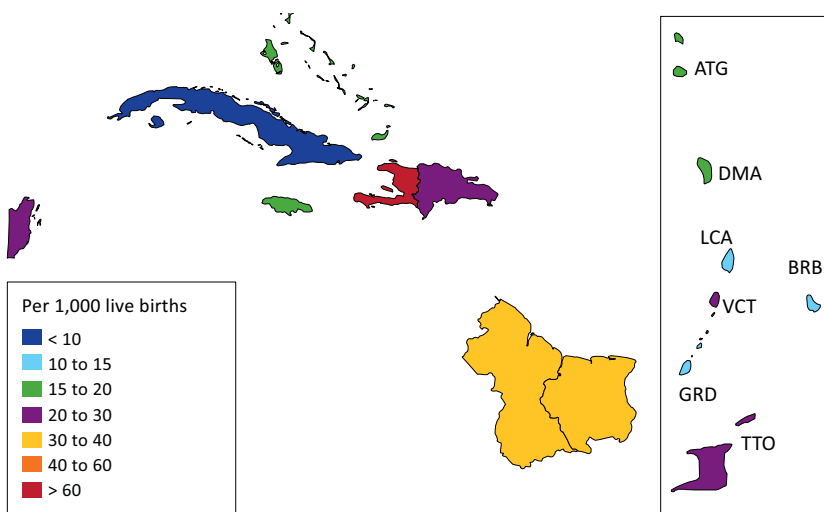 ATG
DMA
LCA
BRB
VCT
GRD
TTO
Per 1,000 live births
< 10
10 to 15
15 to 20
20 to 30
30 to 40
40 to 60
> 60